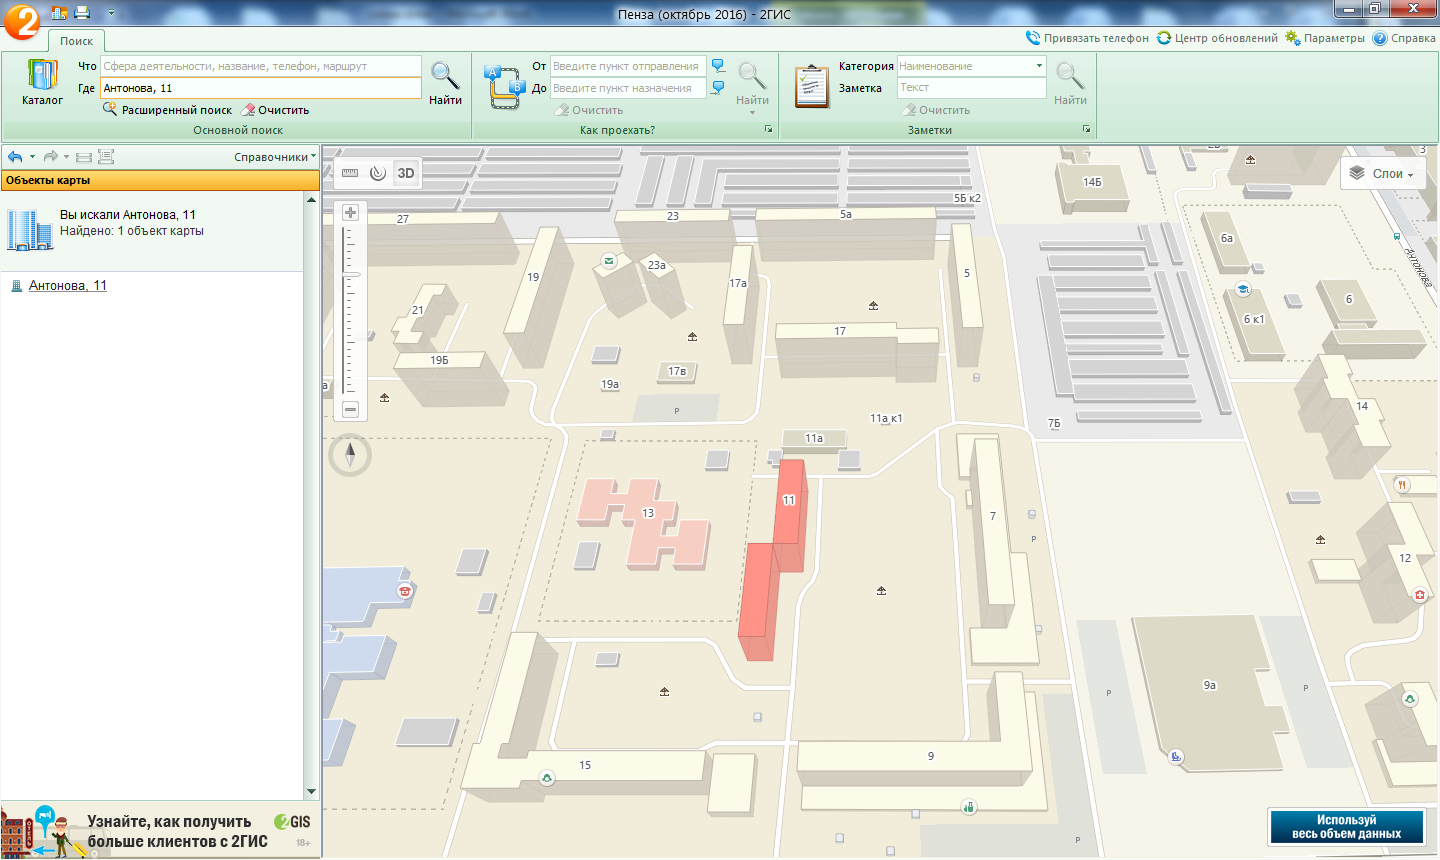 Пенза (октябрь 2016) - 2ГИС
Поиск
Привязать телефон
Центр обновлений
Параметры
Справка
Каталог
Что
Сфера деятельности, название, телефон, маршрут
Где
Антонова, 11
Расширенный поиск
Очистить
Найти
Основной поиск
От
Введите пункт отправления
До
Введите пункт назначения
Очистить
Найти
Как проехать?
Категория
Наименование
Заметка
Текст
Очистить
Найти
Заметки
Справочники
Объекты карты
Вы искали Антонова, 11
Найдено: 1 объект карты
Антонова, 11
Узнайте, как получить
больше клиентов с 2ГИС
2GIS
18+
3D
Слои
27
23
5а
5Б к2
14Б
3
6а
Антонова
19
23а
17а
5
21
17
6
6 к1
19Б
17в
19а
Р
11а к1
11а
7Б
14
11
13
7
Р
12
15
9
9а
Р
Р
Р
Используй
весь объем данных